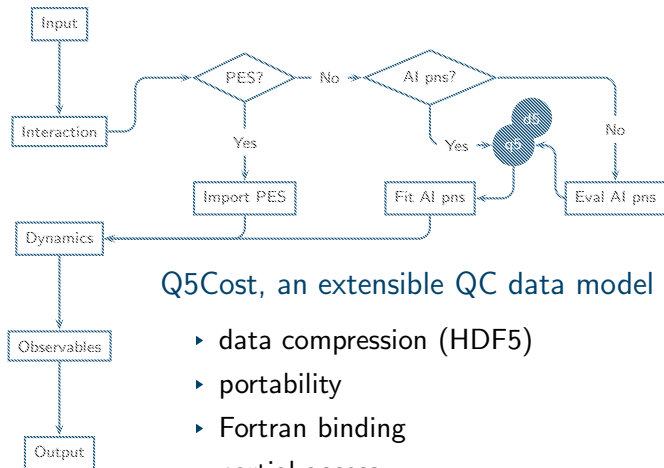 Input
PES?
No
AI pns?
d5
Interaction
Yes
Yes
q5
No
Import PES
Fit AI pns
Eval AI pns
Dynamics
Q5Cost, an extensible QC data model
Observables
▸ data compression (HDF5)
▸ portability
▸ Fortran binding
Output